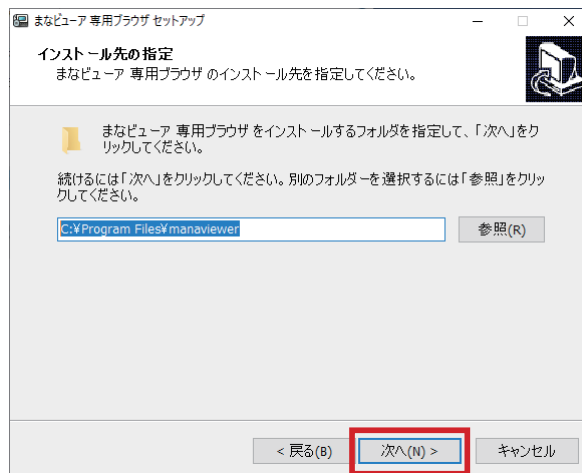 まなビューア 専用ブラウザ セットアップ
インストール先の指定
まなビューア 専用ブラウザ のインストール先を指定してください。
まなビューア 専用ブラウザ をインストールするフォルダを指定して、「次へ」をク
リックしてください。
続けるには「次へ」をクリックしてください。別のフォルダーを選択するには「参照」をクリッ
クしてください。
C:¥Program Files¥manaviewer
参照(R)
< 戻る(B)
次へ(N) >
キャンセル